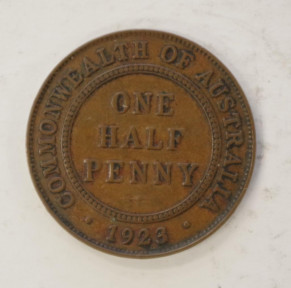 COMMONWEALTH OF AUSTRALIA
ONE
HALF
PENNY
1923